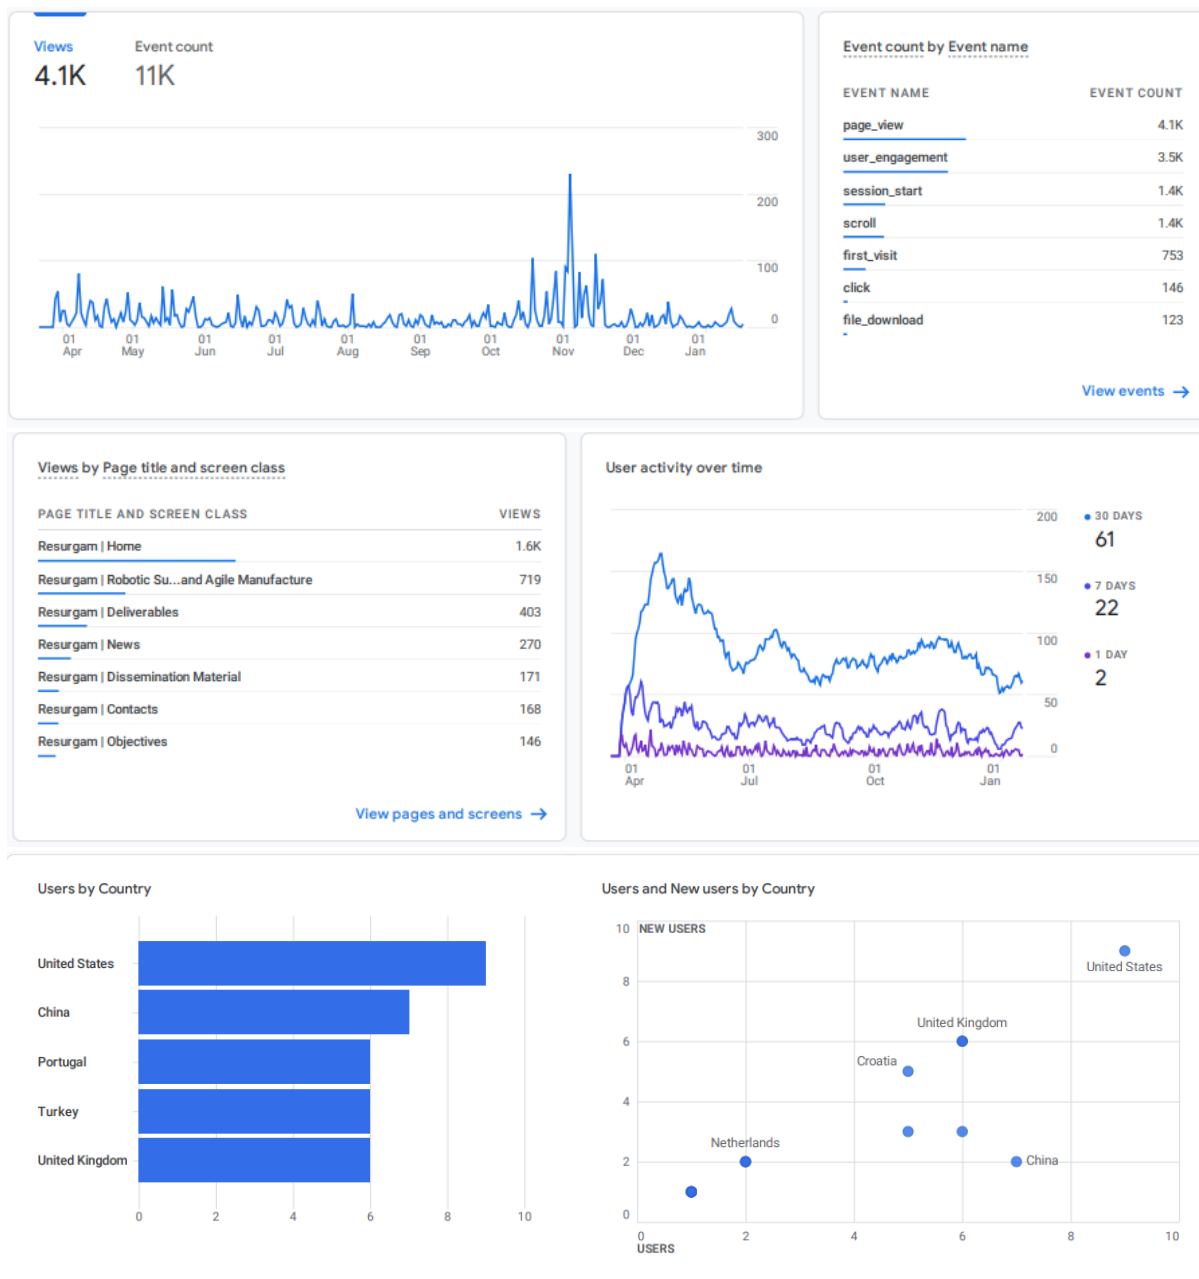 Views
Event count
4.1K
11K
300
200
100
0
01
Apr
01
May
01
Jun
01
Jul
01
Aug
01
Sep
01
Oct
01
Nov
01
Dec
01
Jan
Event count by Event name
EVENT NAME EVENT COUNT
page_view 4.1K
user_engagement 3.5K
session_start 1.4K
scroll 1.4K
first_visit 753
click 146
file_download 123
View events →
Views by Page title and screen class
PAGE TITLE AND SCREEN CLASS VIEWS
Resurgam | Home 1.6K
Resurgam | Robotic Su...and Agile Manufacture 719
Resurgam | Deliverables 403
Resurgam | News 270
Resurgam | Dissemination Material 171
Resurgam | Contacts 168
Resurgam | Objectives 146
View pages and screens →
User activity over time
200
150
100
50
0
01
Apr
01
Jul
01
Oct
01
Jan
30 DAYS
61
7 DAYS
22
1 DAY
2
Users by Country
United States
China
Portugal
Turkey
United Kingdom
0 2 4 6 8 10
Users and New users by Country
10 NEW USERS
8
6
4
2
0
United States
United Kingdom
Croatia
Netherlands
China
0 2 4 6 8 10
USERS